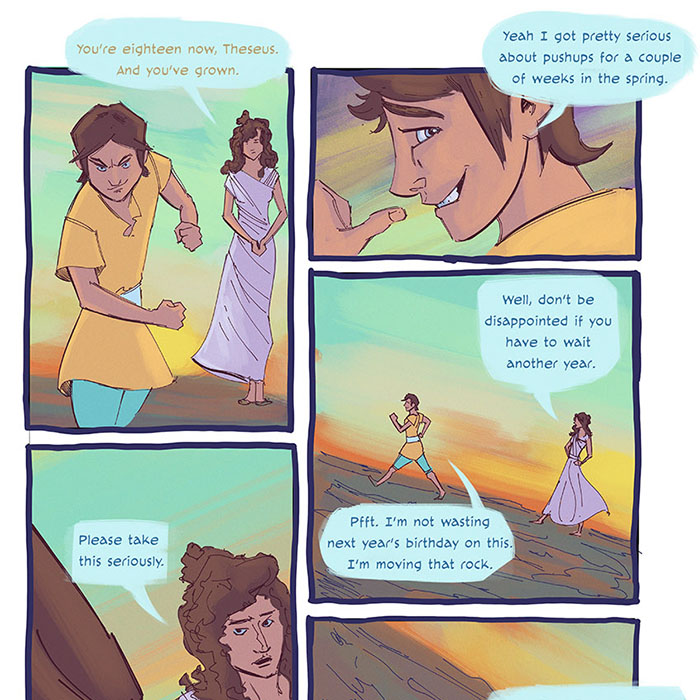 You're eighteen now, Theseus.
And you've grown.
Yeah I got pretty serious
about pushups for a couple
of weeks in the spring.
Well, don't be
disappointed if you
have to wait
another year.
Pfft. I'm not wasting
next year's birthday on this.
I'm moving that rock.
Please take
this seriously.